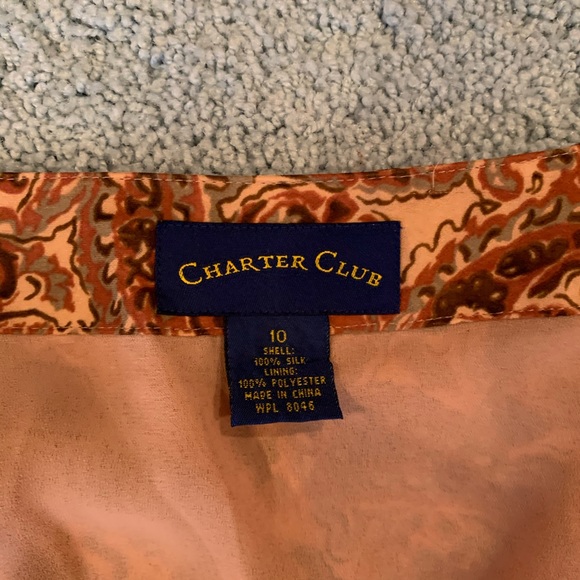 CHARTER CLUB
10
SHELL:
100% SILK
LINING:
100% POLYESTER
MADE IN CHINA
WPL 8046